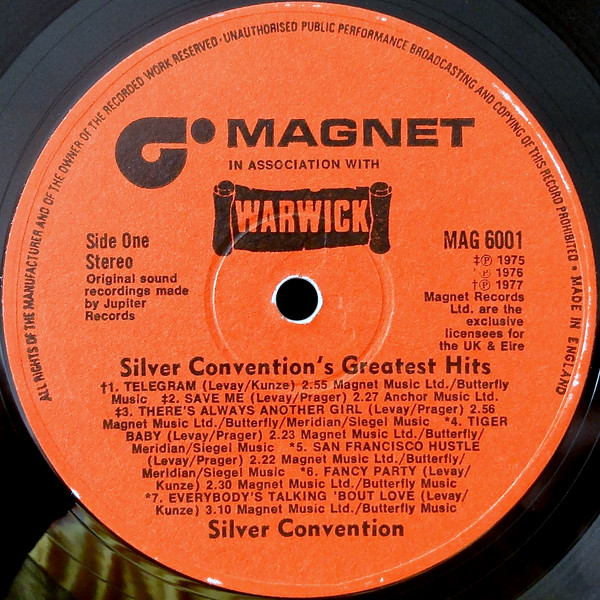 ALL RIGHTS OF THE MANUFACTURER AND OF THE OWNER OF THE RECORDED WORK RESERVED · UNAUTHORISED PUBLIC PERFORMANCE BROADCASTING AND COPYING OF THIS RECORD PROHIBITED • MADE IN ENGLAND
MAGNET
IN ASSOCIATION WITH
WARWICK
Side One
Stereo
Original sound
recordings made
by Jupiter
Records
MAG 6001
‡℗ 1975
*℗ 1976
†℗ 1977
Magnet Records
Ltd. are the
exclusive
licensees for
the UK & Eire
Silver Convention's Greatest Hits
†1. TELEGRAM (Levay/Kunze) 2.55 Magnet Music Ltd./Butterfly
Music ‡2. SAVE ME (Levay/Prager) 2.27 Anchor Music Ltd.
‡3. THERE'S ALWAYS ANOTHER GIRL (Levay/Prager) 2.56
Magnet Music Ltd./Butterfly/Meridian/Siegel Music *4. TIGER
BABY (Levay/Prager) 2.23 Magnet Music Ltd./Butterfly/
Meridian/Siegel Music *5. SAN FRANCISCO HUSTLE
(Levay/Prager) 2.22 Magnet Music Ltd./Butterfly/
Meridian/Siegel Music *6. FANCY PARTY (Levay/
Kunze) 2.30 Magnet Music Ltd./Butterfly Music
*7. EVERYBODY'S TALKING 'BOUT LOVE (Levay/
Kunze) 3.10 Magnet Music Ltd./Butterfly Music
Silver Convention